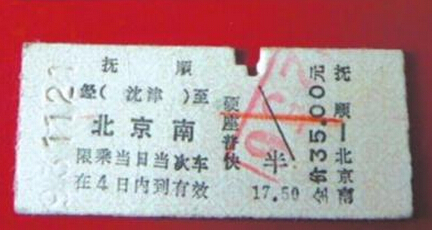 抚 顺
经( 沈津 )至
北京南
限乘当日当次车
在4日内到有效
硬座普快
半
17.50
全价35.00元
抚顺—北京南